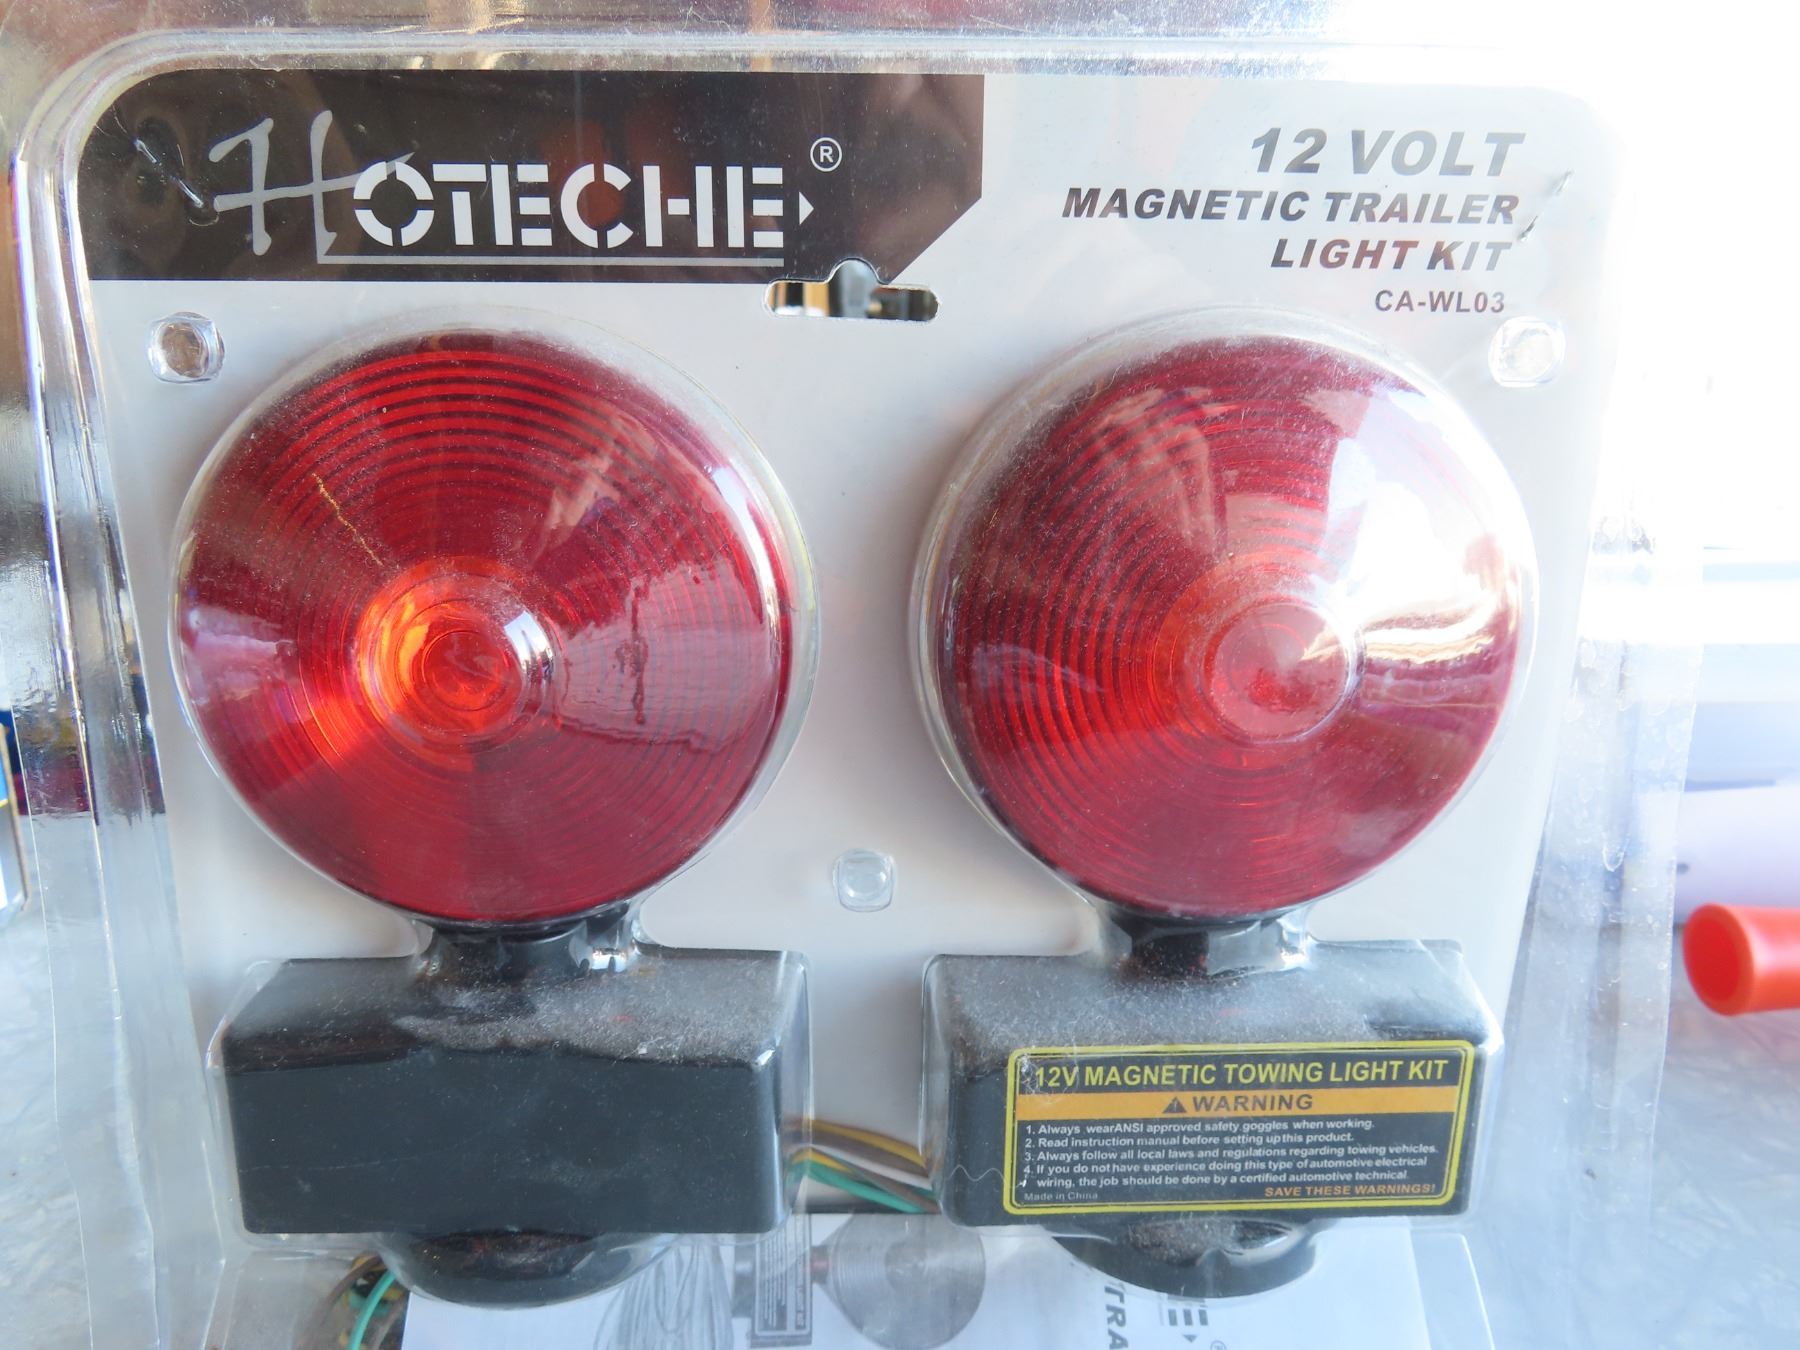 HOTECHE ®
12 VOLT
MAGNETIC TRAILER
LIGHT KIT
CA-WL03
12V MAGNETIC TOWING LIGHT KIT
⚠ WARNING
1. Always wearANSI approved safety goggles when working.
2. Read instruction manual before setting up this product.
3. Always follow all local laws and regulations regarding towing vehicles.
4. If you do not have experience doing this type of automotive electrical
wiring, the job should be done by a certified automotive technical.
Made in China
SAVE THESE WARNINGS!
TRA